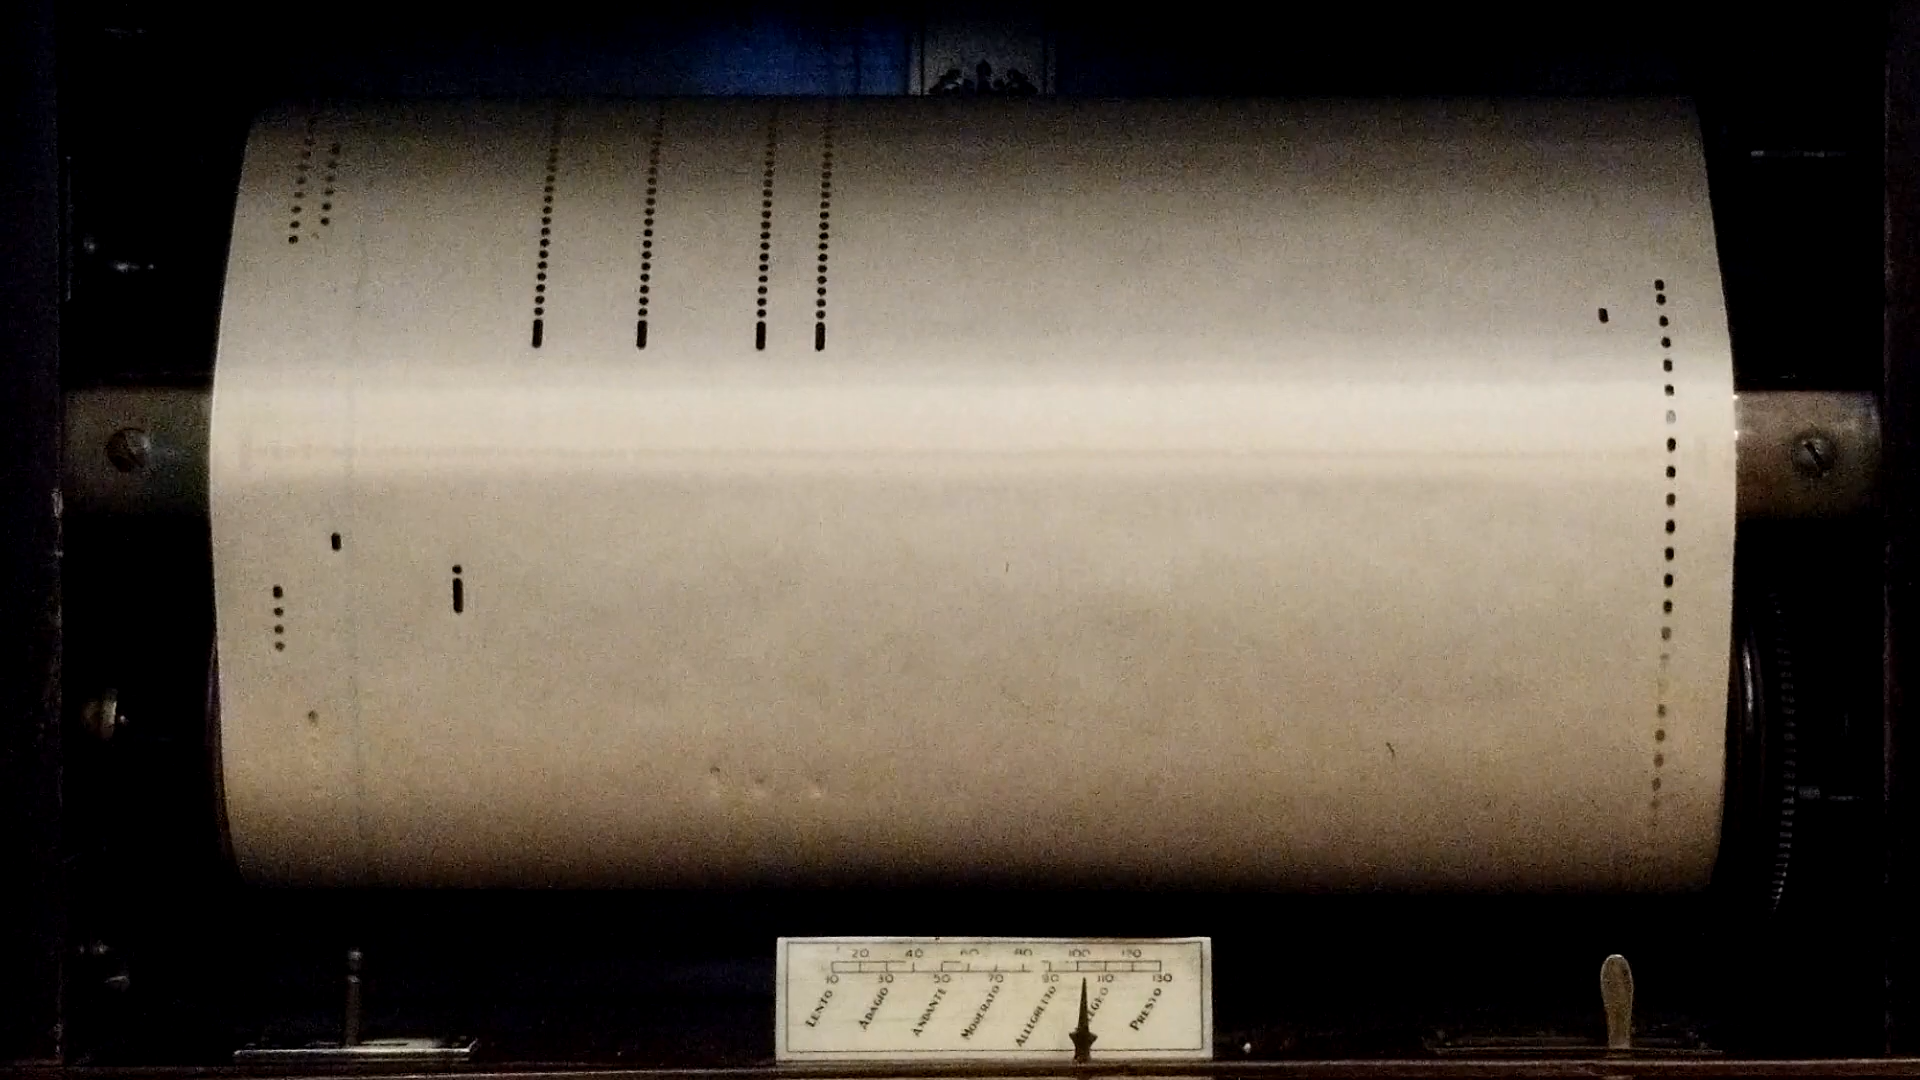 20 40 60 80 100 120
10 30 50 70 90 110 130
LENTO ADAGIO ANDANTE MODERATO ALLEGRETTO PRESTO